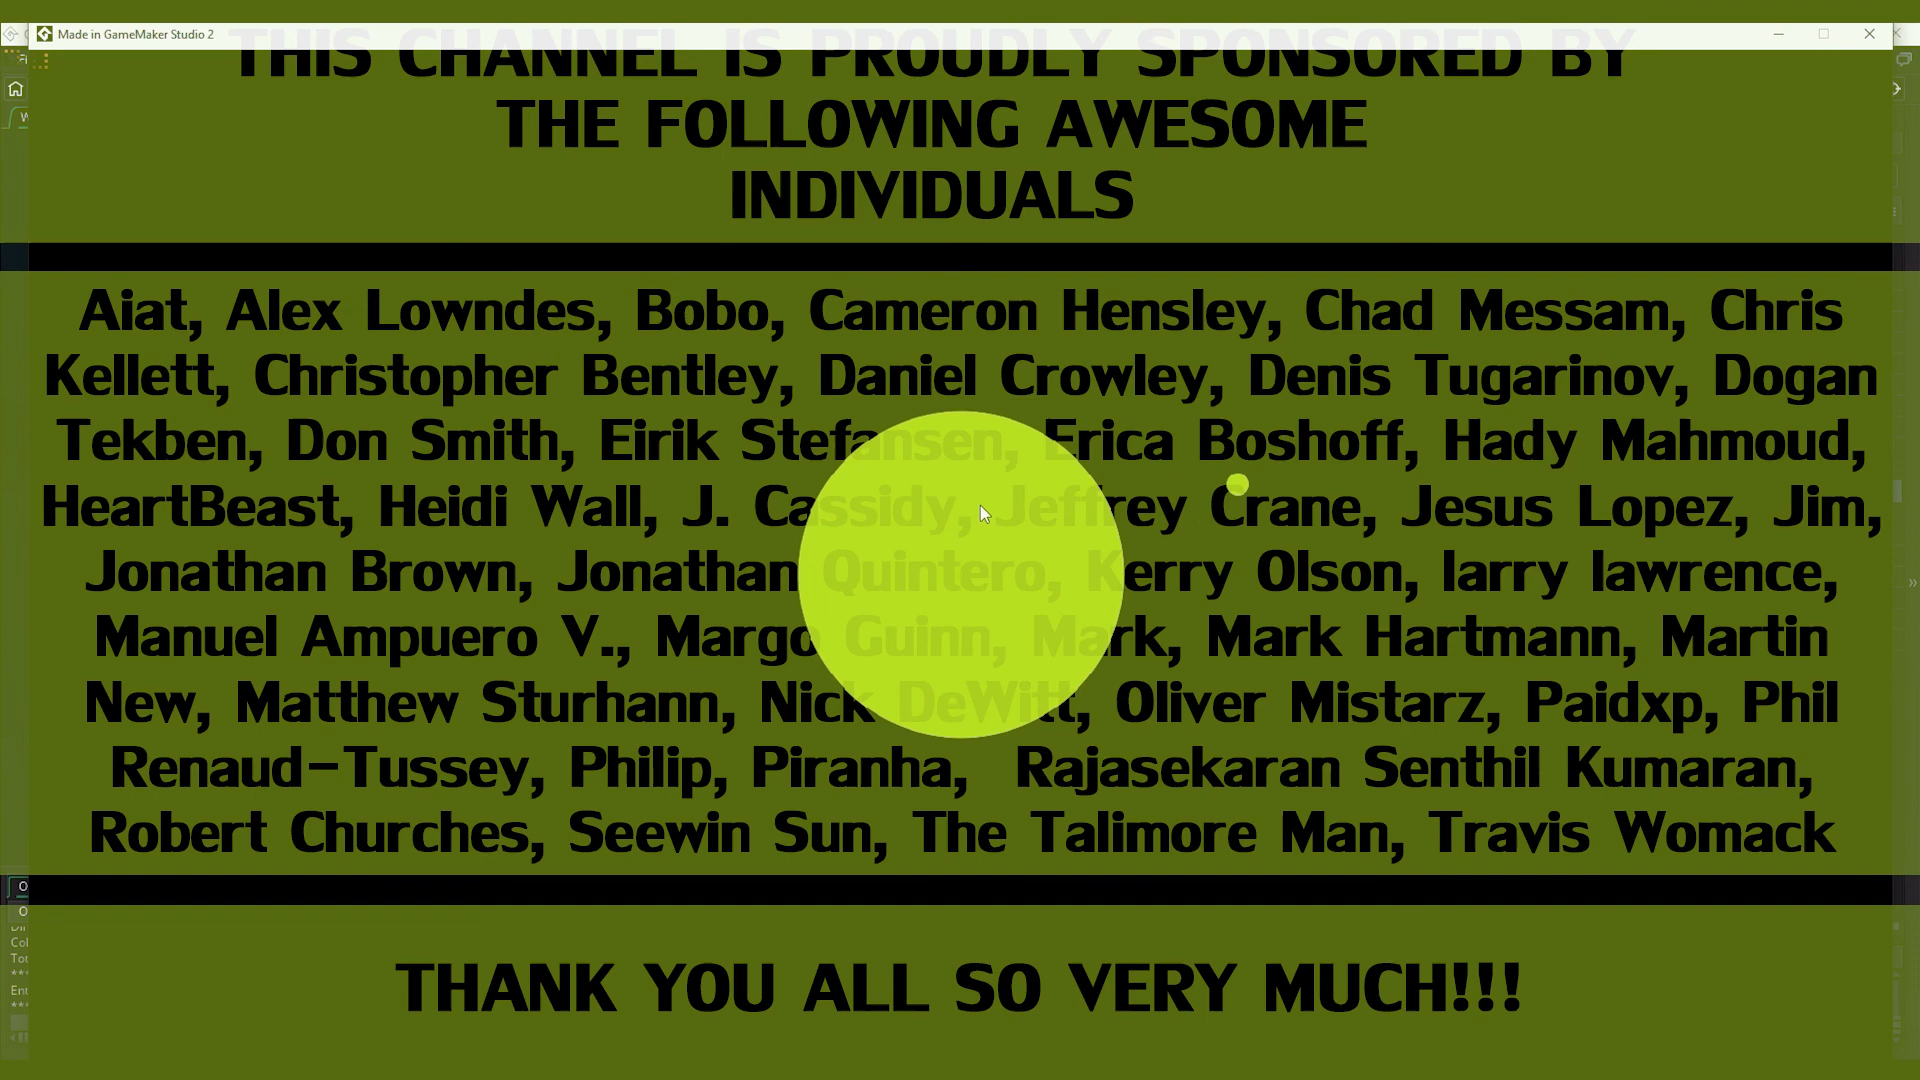 Made in GameMaker Studio 2
THIS CHANNEL IS PROUDLY SPONSORED BY
THE FOLLOWING AWESOME
INDIVIDUALS
Aiat, Alex Lowndes, Bobo, Cameron Hensley, Chad Messam, Chris
Kellett, Christopher Bentley, Daniel Crowley, Denis Tugarinov, Dogan
Tekben, Don Smith, Eirik Stefansen, Erica Boshoff, Hady Mahmoud,
HeartBeast, Heidi Wall, J. Cassidy, Jeffrey Crane, Jesus Lopez, Jim,
Jonathan Brown, Jonathan Quintero, Kerry Olson, larry lawrence,
Manuel Ampuero V., Margo Guinn, Mark, Mark Hartmann, Martin
New, Matthew Sturhann, Nick DeWitt, Oliver Mistarz, Paidxp, Phil
Renaud-Tussey, Philip, Piranha, Rajasekaran Senthil Kumaran,
Robert Churches, Seewin Sun, The Talimore Man, Travis Womack
THANK YOU ALL SO VERY MUCH!!!